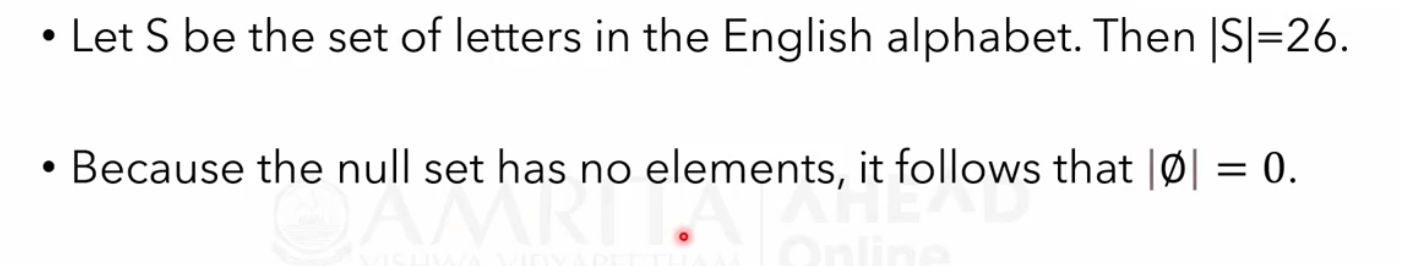 • Let S be the set of letters in the English alphabet. Then |S|=26.
• Because the null set has no elements, it follows that |∅| = 0.
AMRITA AHEAD
VISHWA VIDYAPEETHAM Online